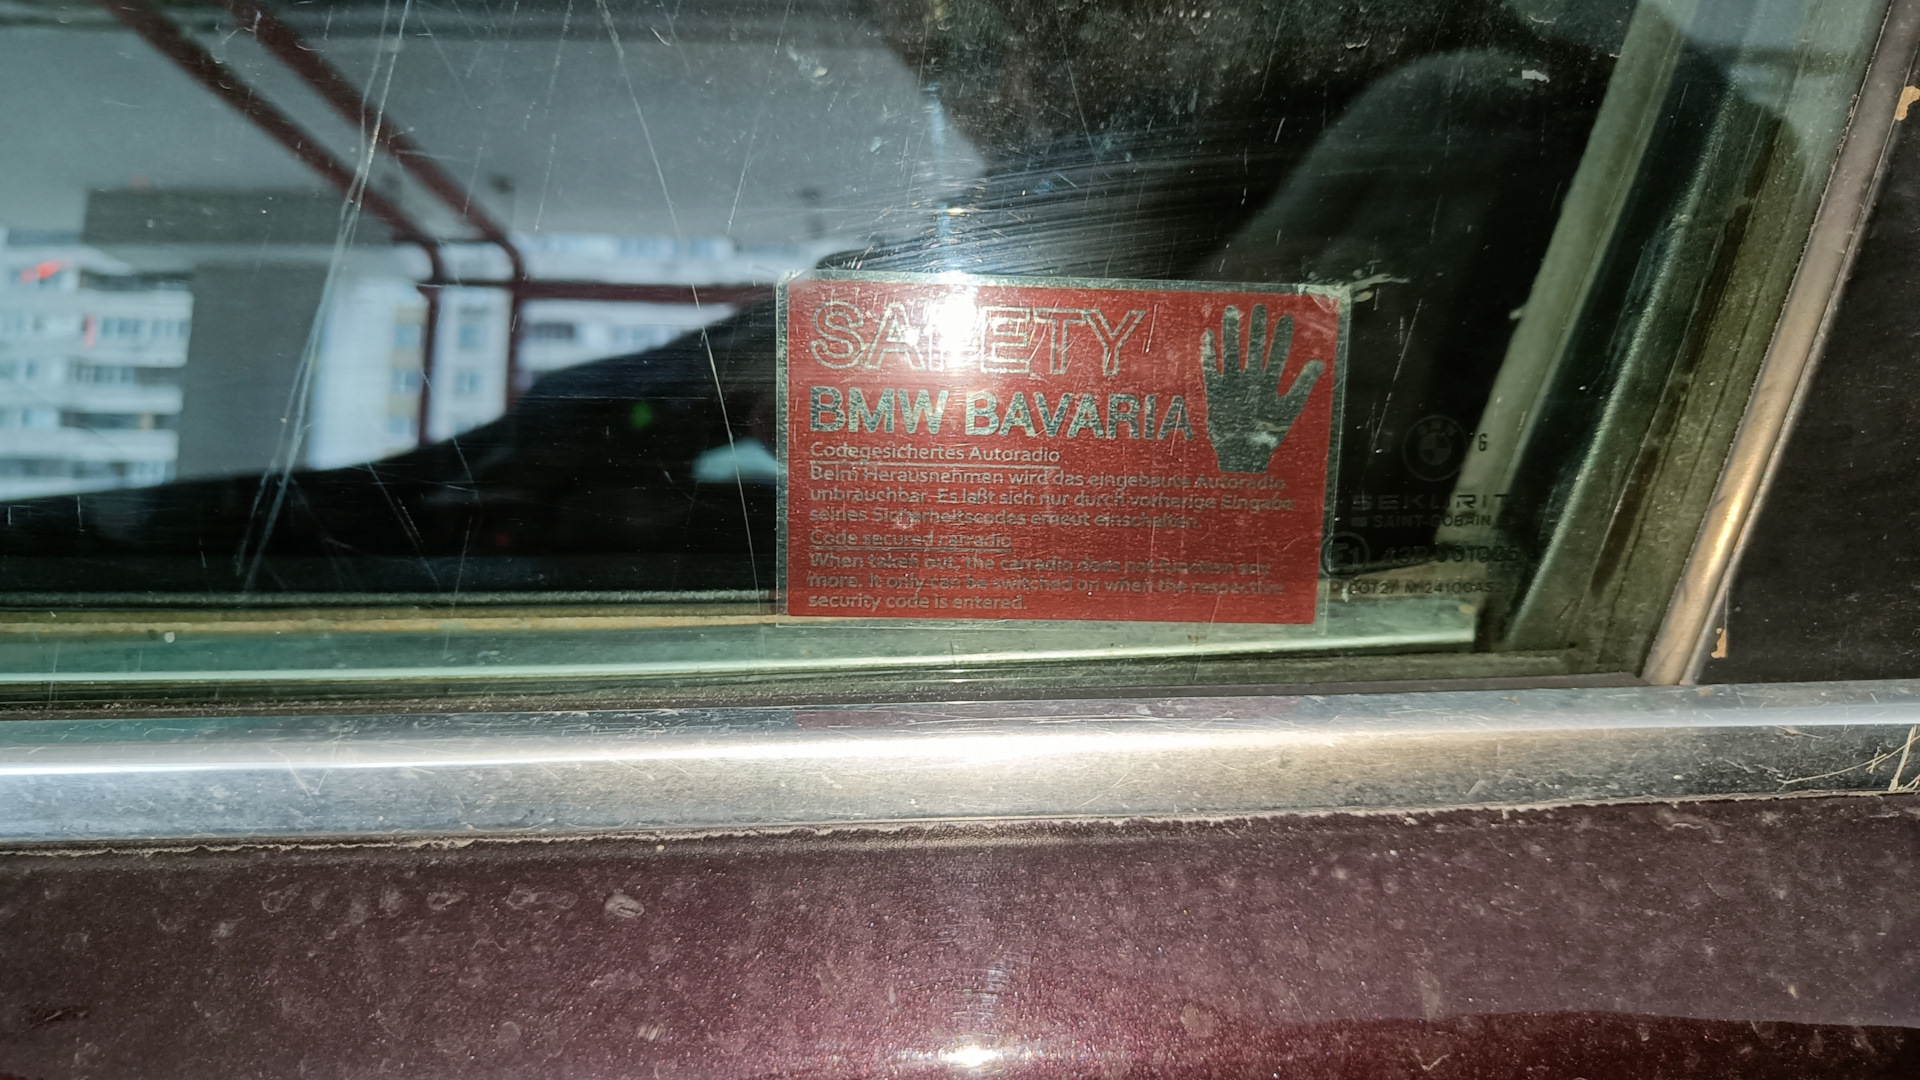 SAFETY
BMW BAVARIA
Codegesichertes Autoradio
Beim Herausnehmen wird das eingebaute Autoradio
unbrauchbar. Es läßt sich nur durch vorherige Eingabe
seines Sicherheitscodes erneut einschalten.
Code secured carradio
When taken out, the carradio does not function any
more. It only can be switched on when the respective
security code is entered.
6
SEKURIT
SAINT-GOBAIN